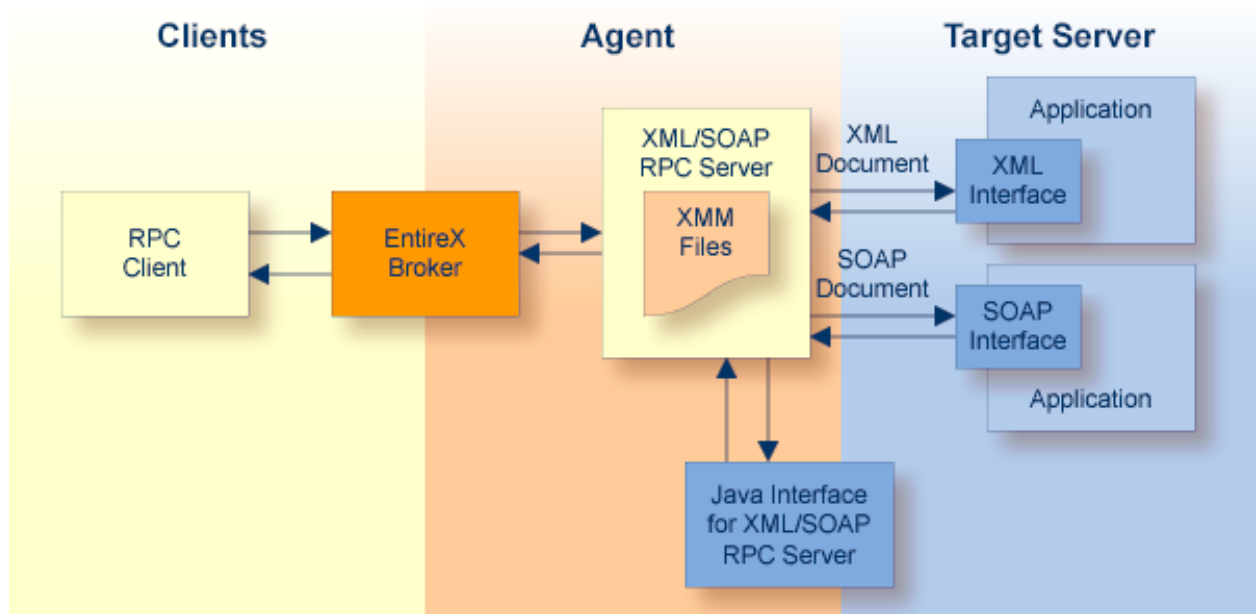 Clients
Agent
Target Server
RPC
Client
EntireX
Broker
XML/SOAP
RPC Server
XMM
Files
XML
Document
SOAP
Document
Application
XML
Interface
SOAP
Interface
Application
Java Interface
for XML/SOAP
RPC Server